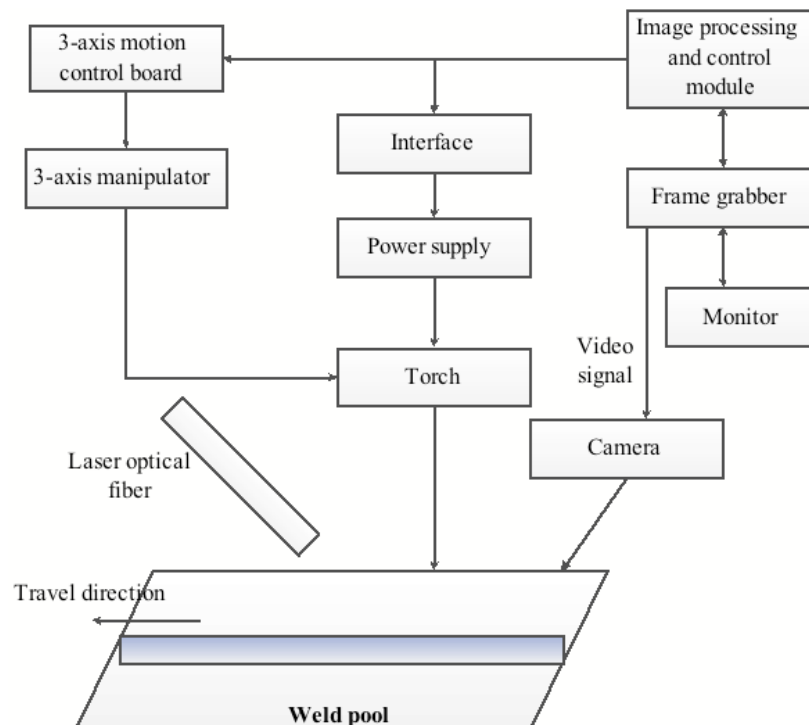 3-axis motion
control board
Image processing
and control
module
Interface
3-axis manipulator
Frame grabber
Power supply
Monitor
Video
signal
Torch
Camera
Laser optical
fiber
Travel direction
Weld pool